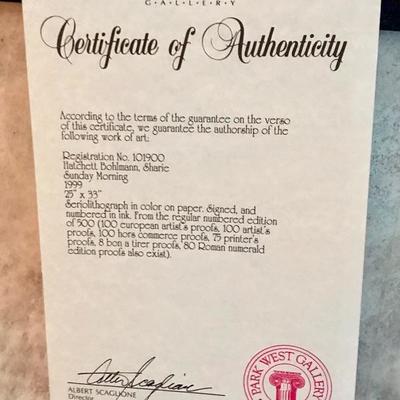 G·A·L·L·E·R·Y
Certificate of Authenticity
According to the terms of the guarantee on the verso
of this certificate, we guarantee the authorship of the
following work of art:
Registration No. 101900
Hatchett Bohlmann, Sharie
Sunday Morning
1999
25" x 33"
Seriolithograph in color on paper. Signed, and
numbered in ink. From the regular numbered edition
of 500 (100 european artist's proofs, 100 artist's
proofs, 100 hors commerce proofs, 75 printer's
proofs, 8 bon a tirer proofs, 80 Roman numerald
edition proofs also exist).
ALBERT SCAGLIONE
Director
PARK WEST GALLERY